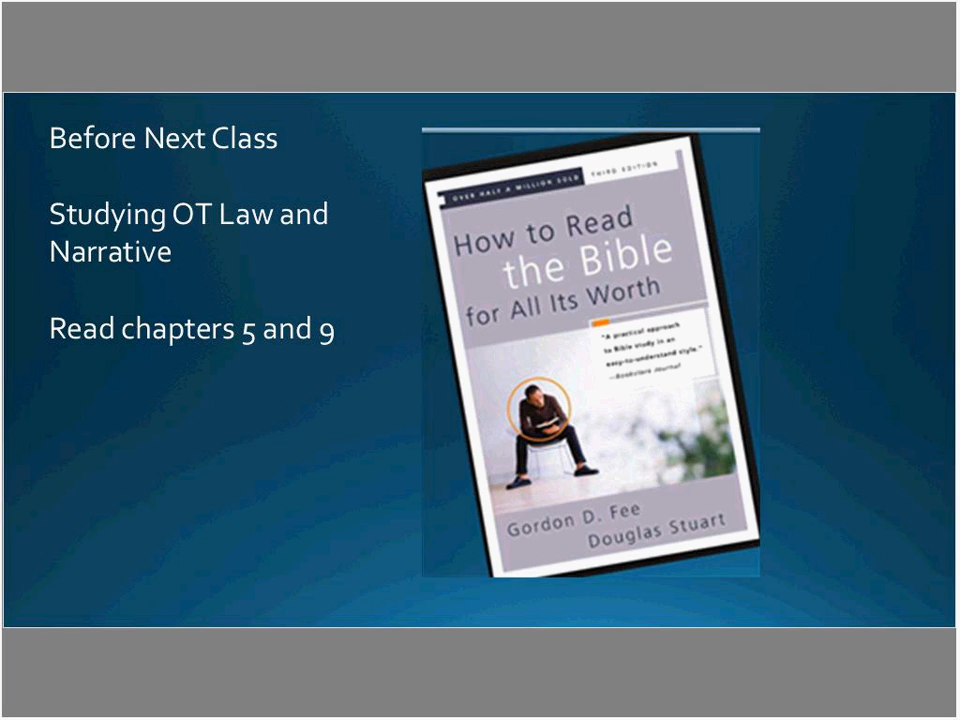 Before Next Class
Studying OT Law and
Narrative
Read chapters 5 and 9
OVER HALF A MILLION SOLD THIRD EDITION
How to Read
the Bible
for All Its Worth
"A practical approach
to Bible study in an
easy-to-understand style."
—Bookstore Journal
Gordon D. Fee
Douglas Stuart